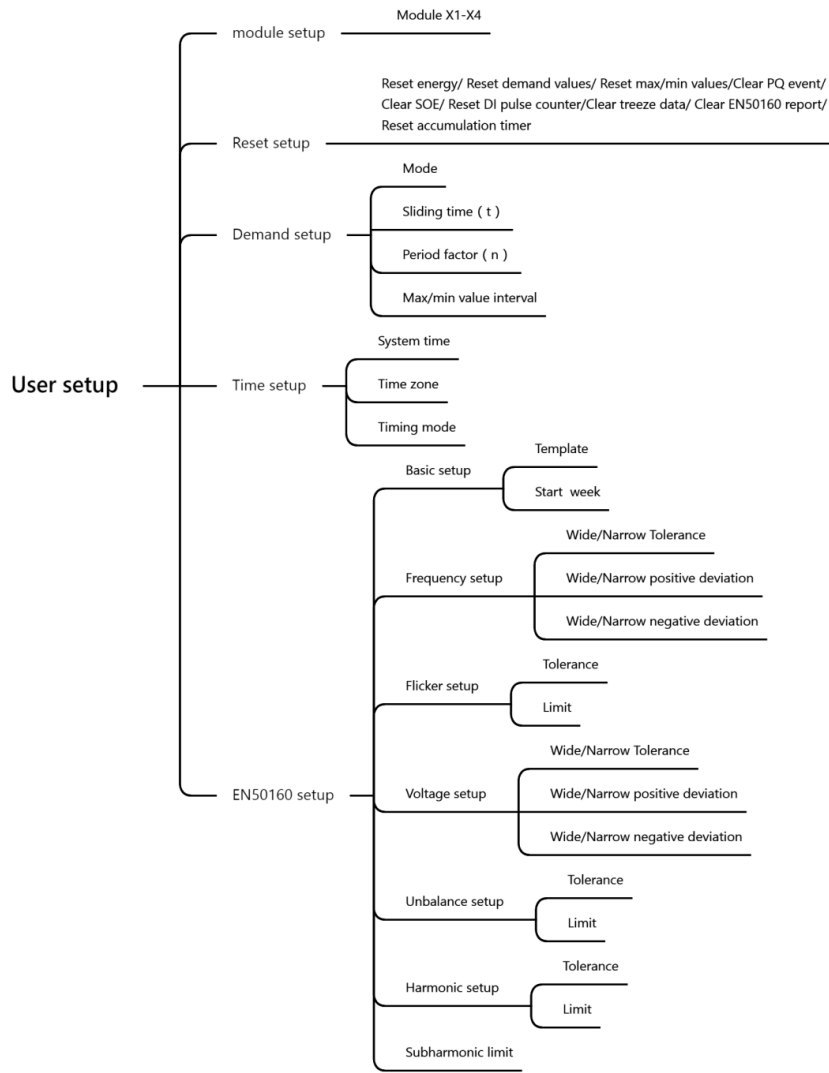 Module X1-X4
module setup
Reset energy/ Reset demand values/ Reset max/min values/Clear PQ event/
Clear SOE/ Reset DI pulse counter/Clear treeze data/ Clear EN50160 report/
Reset accumulation timer
Reset setup
Mode
Sliding time ( t )
Demand setup
Period factor ( n )
Max/min value interval
System time
User setup
Time setup
Time zone
Timing mode
Template
Basic setup
Start week
Wide/Narrow Tolerance
Frequency setup
Wide/Narrow positive deviation
Wide/Narrow negative deviation
Tolerance
Flicker setup
Limit
Wide/Narrow Tolerance
EN50160 setup
Voltage setup
Wide/Narrow positive deviation
Wide/Narrow negative deviation
Tolerance
Unbalance setup
Limit
Tolerance
Harmonic setup
Limit
Subharmonic limit